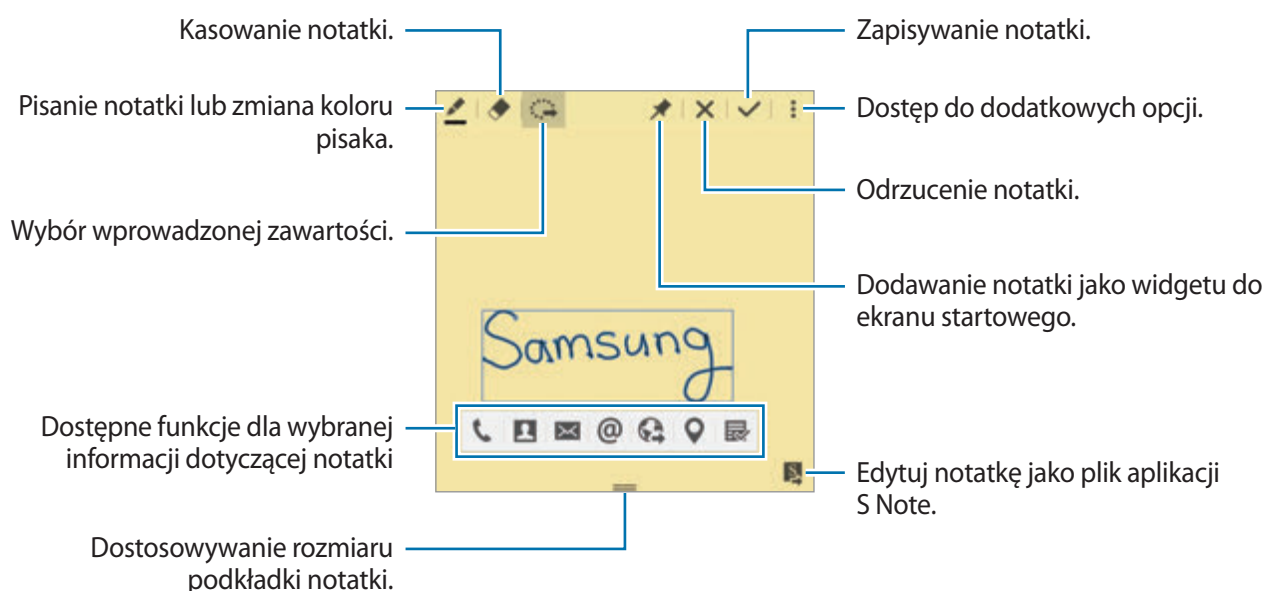 Kasowanie notatki.
Zapisywanie notatki.
Pisanie notatki lub zmiana koloru
pisaka.
Dostęp do dodatkowych opcji.
Odrzucenie notatki.
Wybór wprowadzonej zawartości.
Dodawanie notatki jako widgetu do
ekranu startowego.
Samsung
Dostępne funkcje dla wybranej
informacji dotyczącej notatki
Edytuj notatkę jako plik aplikacji
S Note.
Dostosowywanie rozmiaru
podkładki notatki.